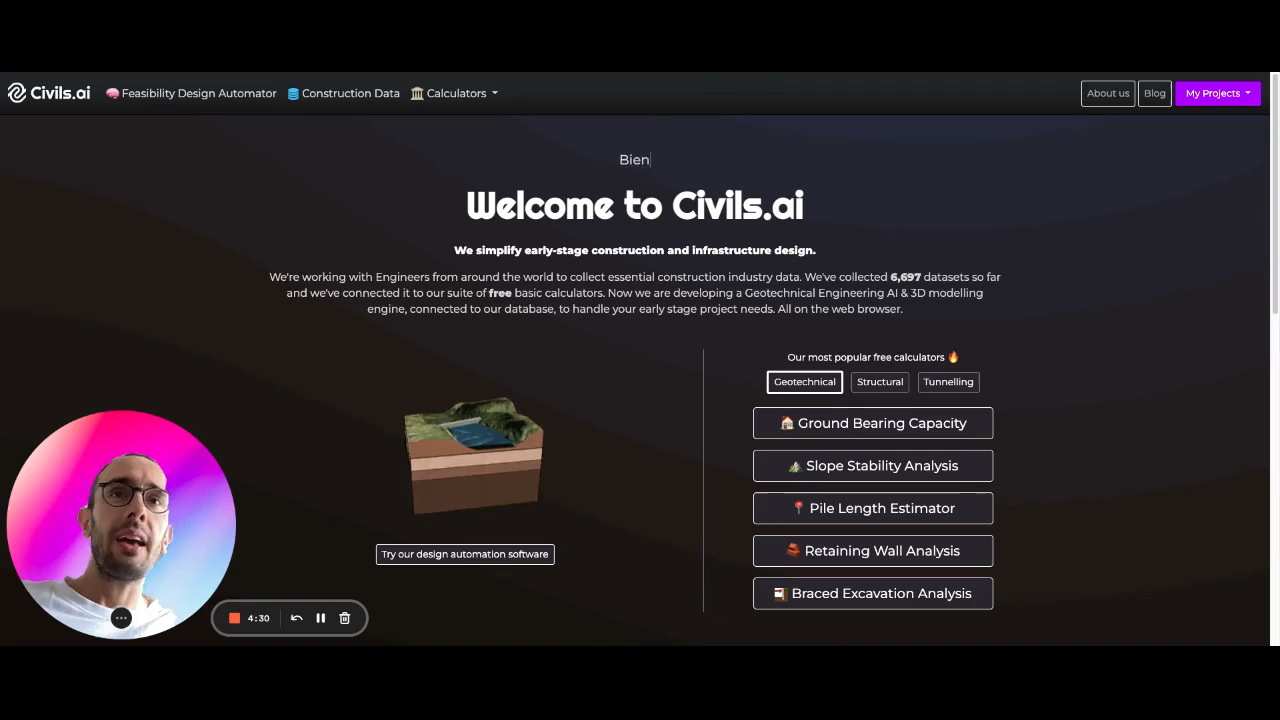 Civils.ai
Feasibility Design Automator
Construction Data
Calculators
About us
Blog
My Projects
Bien
Welcome to Civils.ai
We simplify early-stage construction and infrastructure design.
We're working with Engineers from around the world to collect essential construction industry data. We've collected 6,697 datasets so far
and we've connected it to our suite of free basic calculators. Now we are developing a Geotechnical Engineering AI & 3D modelling
engine, connected to our database, to handle your early stage project needs. All on the web browser.
Try our design automation software
Our most popular free calculators 🔥
Geotechnical
Structural
Tunnelling
Ground Bearing Capacity
Slope Stability Analysis
Pile Length Estimator
Retaining Wall Analysis
Braced Excavation Analysis
4:30